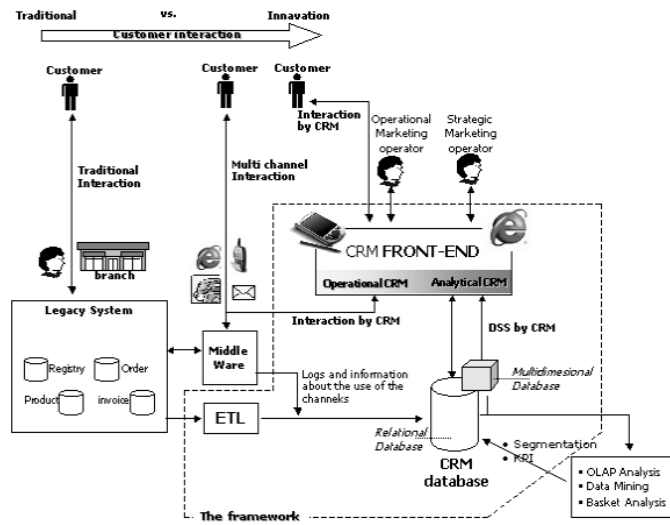 Traditional vs. Innavation
Customer interaction
Customer
Customer
Customer
Interaction
by CRM
Operational
Marketing
operator
Strategic
Marketing
operator
Traditional
Interaction
Multi channel
Interaction
branch
CRM FRONT-END
Operational CRM
Analytical CRM
Legacy System
Registry
Order
Product
invoice
Middle
Ware
Interaction by CRM
DSS by CRM
Logs and information
about the use of the
channeks
Multidimesional
Database
ETL
Relational
Database
CRM
database
• Segmentation
• KPI
• OLAP Analysis
• Data Mining
• Basket Analysis
The framework